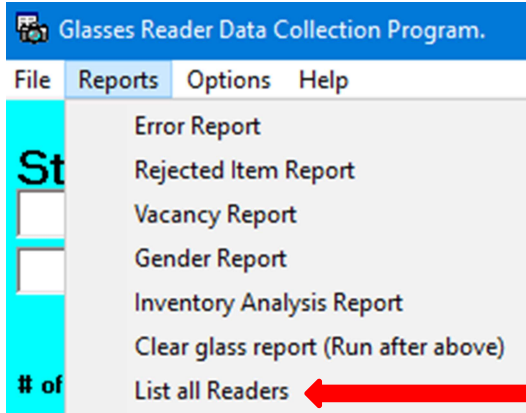 Glasses Reader Data Collection Program.
File Reports Options Help
Error Report
St
Rejected Item Report
Vacancy Report
Gender Report
Inventory Analysis Report
Clear glass report (Run after above)
# of
List all Readers